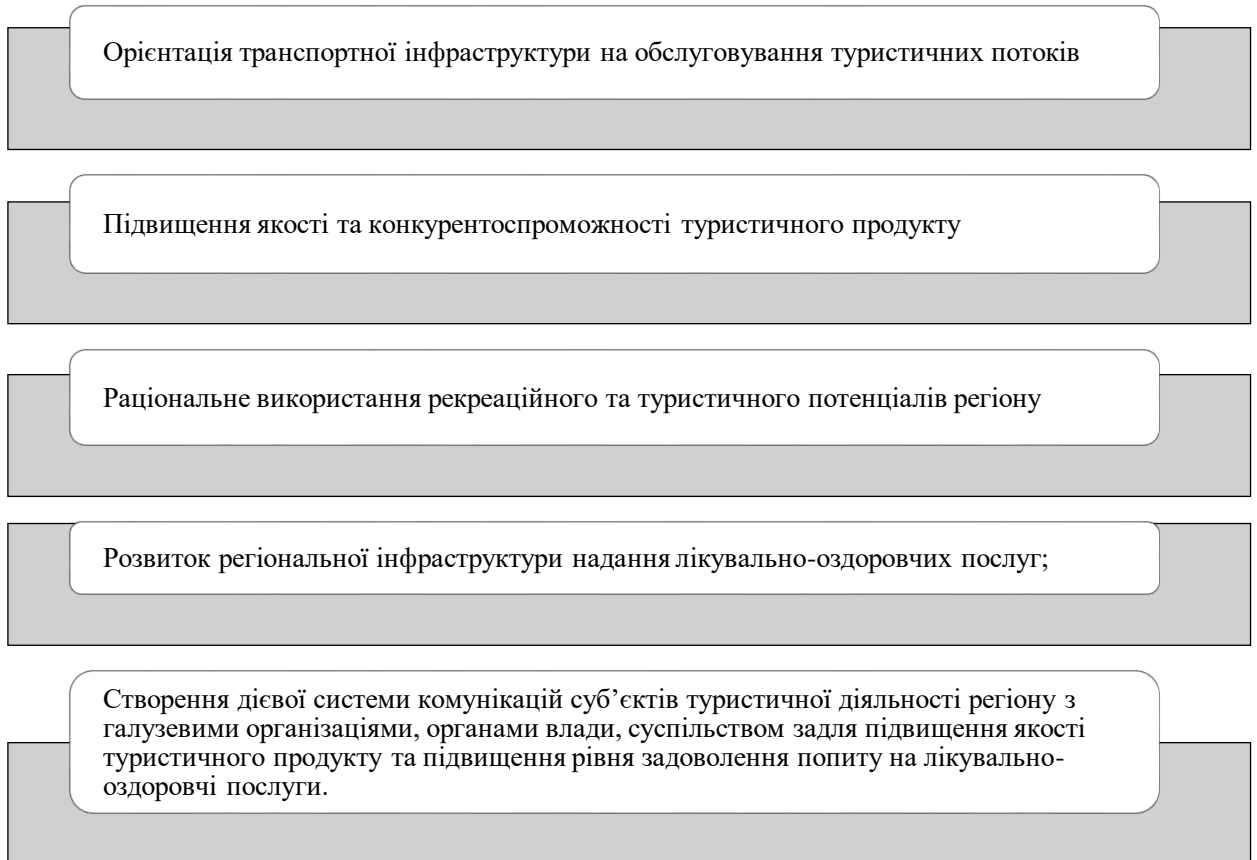 Орієнтація транспортної інфраструктури на обслуговування туристичних потоків
Підвищення якості та конкурентоспроможності туристичного продукту
Раціональне використання рекреаційного та туристичного потенціалів регіону
Розвиток регіональної інфраструктури надання лікувально-оздоровчих послуг;
Створення дієвої системи комунікацій суб’єктів туристичної діяльності регіону з
галузевими організаціями, органами влади, суспільством задля підвищення якості
туристичного продукту та підвищення рівня задоволення попиту на лікувально-
оздоровчі послуги.